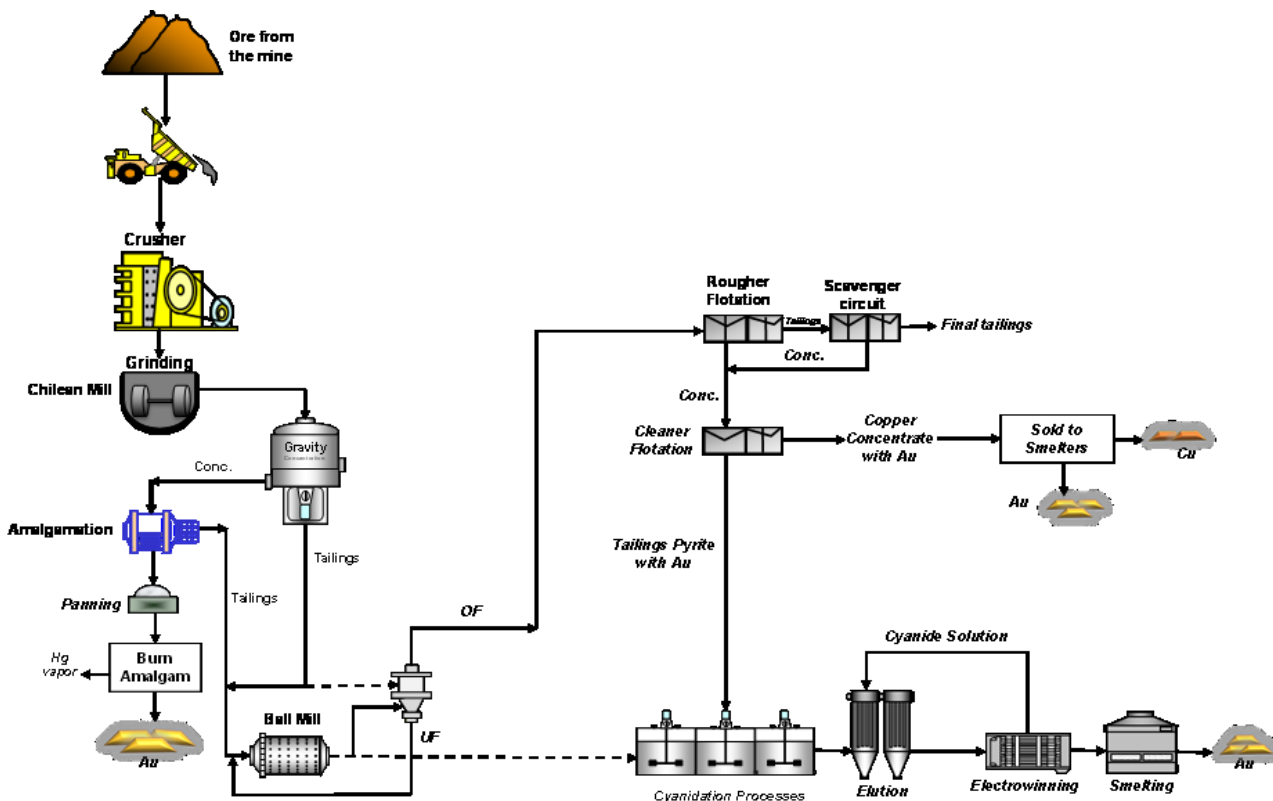 Ore from
the mine
Crusher
Grinding
Chilean Mill
Gravity
Concentration
Conc.
Amalgamation
Tailings
Tailings
Panning
Hg
vapor
Burn
Amalgam
Au
Ball Mill
OF
UF
Rougher
Flotation
Tailings
Scavenger
circuit
Final tailings
Conc.
Conc.
Cleaner
Flotation
Copper
Concentrate
with Au
Sold to
Smelters
Cu
Au
Tailings Pyrite
with Au
Cyanide Solution
Cyanidation Processes
Elution
Electrowinning
Smelting
Au